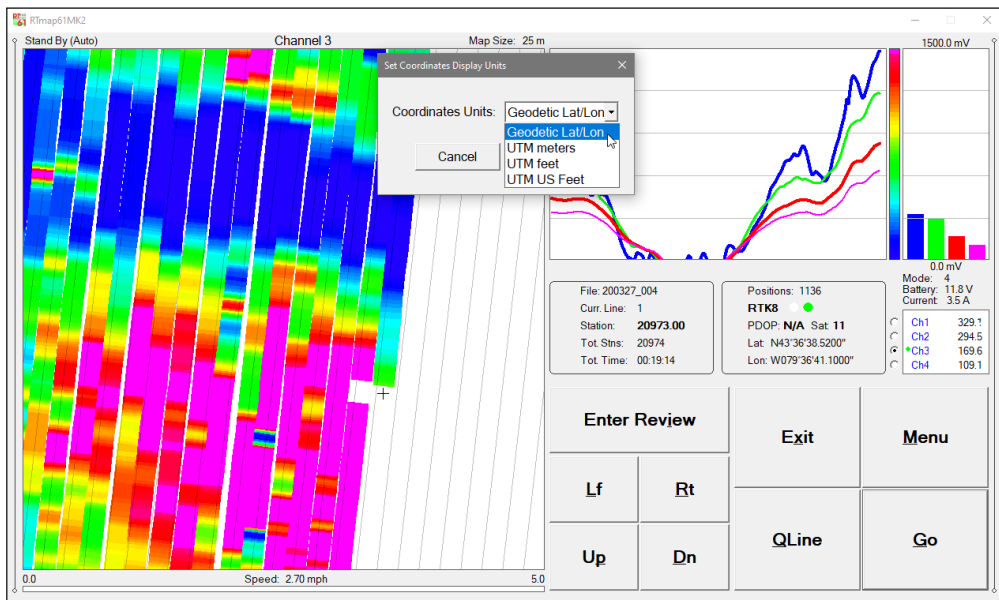 RTmap61MK2
Stand By (Auto) Channel 3 Map Size: 25 m
1500.0 mV
Set Coordinates Display Units
Coordinates Units: Geodetic Lat/Lon
Geodetic Lat/Lon
UTM meters
UTM feet
UTM US Feet
Cancel
0.0 mV
Mode: 4
Battery: 11.8 V
Current: 3.5 A
File: 200327_004
Curr. Line: 1
Station: 20973.00
Tot. Stns: 20974
Tot. Time: 00:19:14
Positions: 1136
RTK8
PDOP: N/A Sat: 11
Lat: N43°36'38.5200"
Lon: W079°36'41.1000"
Ch1 329.1
Ch2 294.5
Ch3 169.6
Ch4 109.1
Enter Review
Exit
Menu
Lf
Rt
Up
Dn
QLine
Go
0.0 Speed: 2.70 mph 5.0